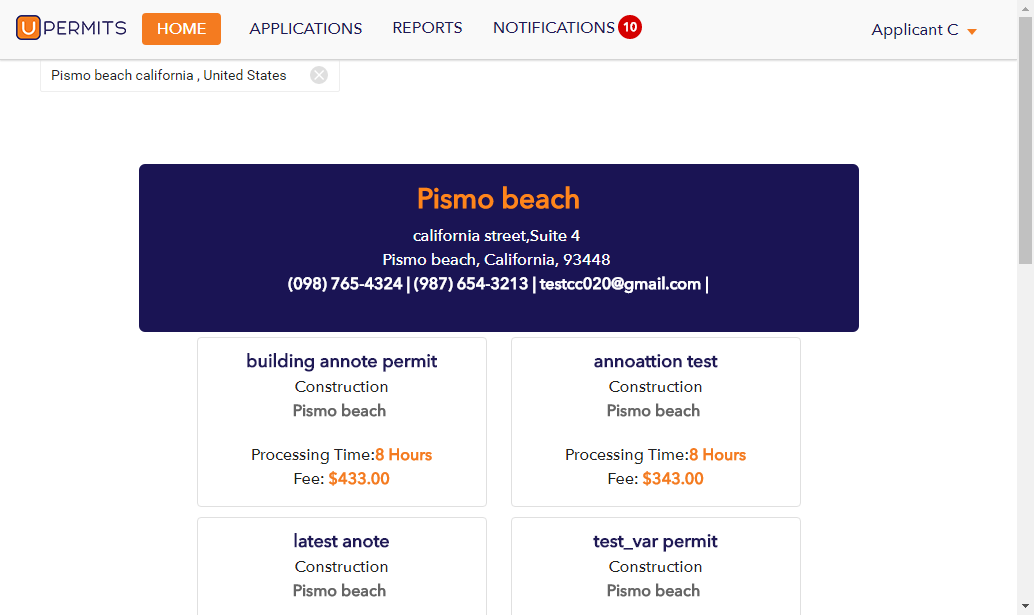 UPERMITS HOME APPLICATIONS REPORTS NOTIFICATIONS 10 Applicant C
Pismo beach california , United States
Pismo beach
california street,Suite 4
Pismo beach, California, 93448
(098) 765-4324 | (987) 654-3213 | testcc020@gmail.com |
building annote permit
Construction
Pismo beach
Processing Time:8 Hours
Fee: $433.00
annoattion test
Construction
Pismo beach
Processing Time:8 Hours
Fee: $343.00
latest anote
Construction
Pismo beach
test_var permit
Construction
Pismo beach